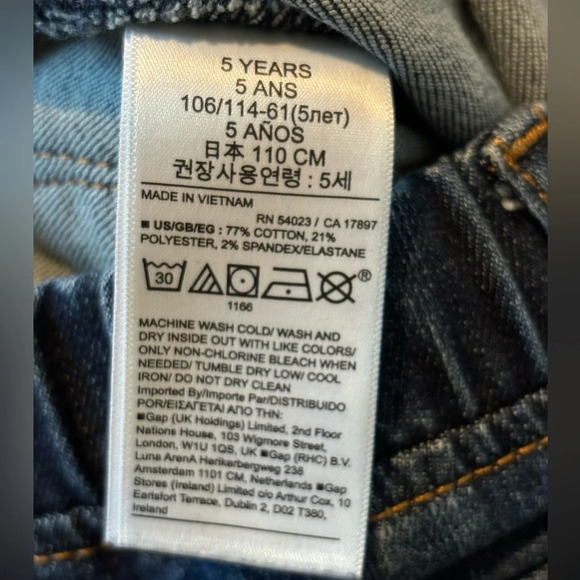 5 YEARS
5 ANS
106/114-61(5лет)
5 AÑOS
日本 110 CM
권장사용연령 : 5세
MADE IN VIETNAM
RN 54023 / CA 17897
■ US/GB/EG : 77% COTTON, 21%
POLYESTER, 2% SPANDEX/ELASTANE
30
®
1166
MACHINE WASH COLD/ WASH AND
DRY INSIDE OUT WITH LIKE COLORS/
ONLY NON-CHLORINE BLEACH WHEN
NEEDED/ TUMBLE DRY LOW/ COOL
IRON/ DO NOT DRY CLEAN
Imported By/Importe Par/DISTRIBUIDO
POR/ΕΙΣΑΓΕΤΑΙ ΑΠΟ ΤΗΝ:
■Gap (UK Holdings) Limited, 2nd Floor
Nations House, 103 Wigmore Street,
London, W1U 1QS, UK ■Gap (RHC) B.V.
Luna ArenA Herikerbergweg 238
Amsterdam 1101 CM, Netherlands ■Gap
Stores (Ireland) Limited c/o Arthur Cox, 10
Earlsfort Terrace, Dublin 2, D02 T380,
Ireland